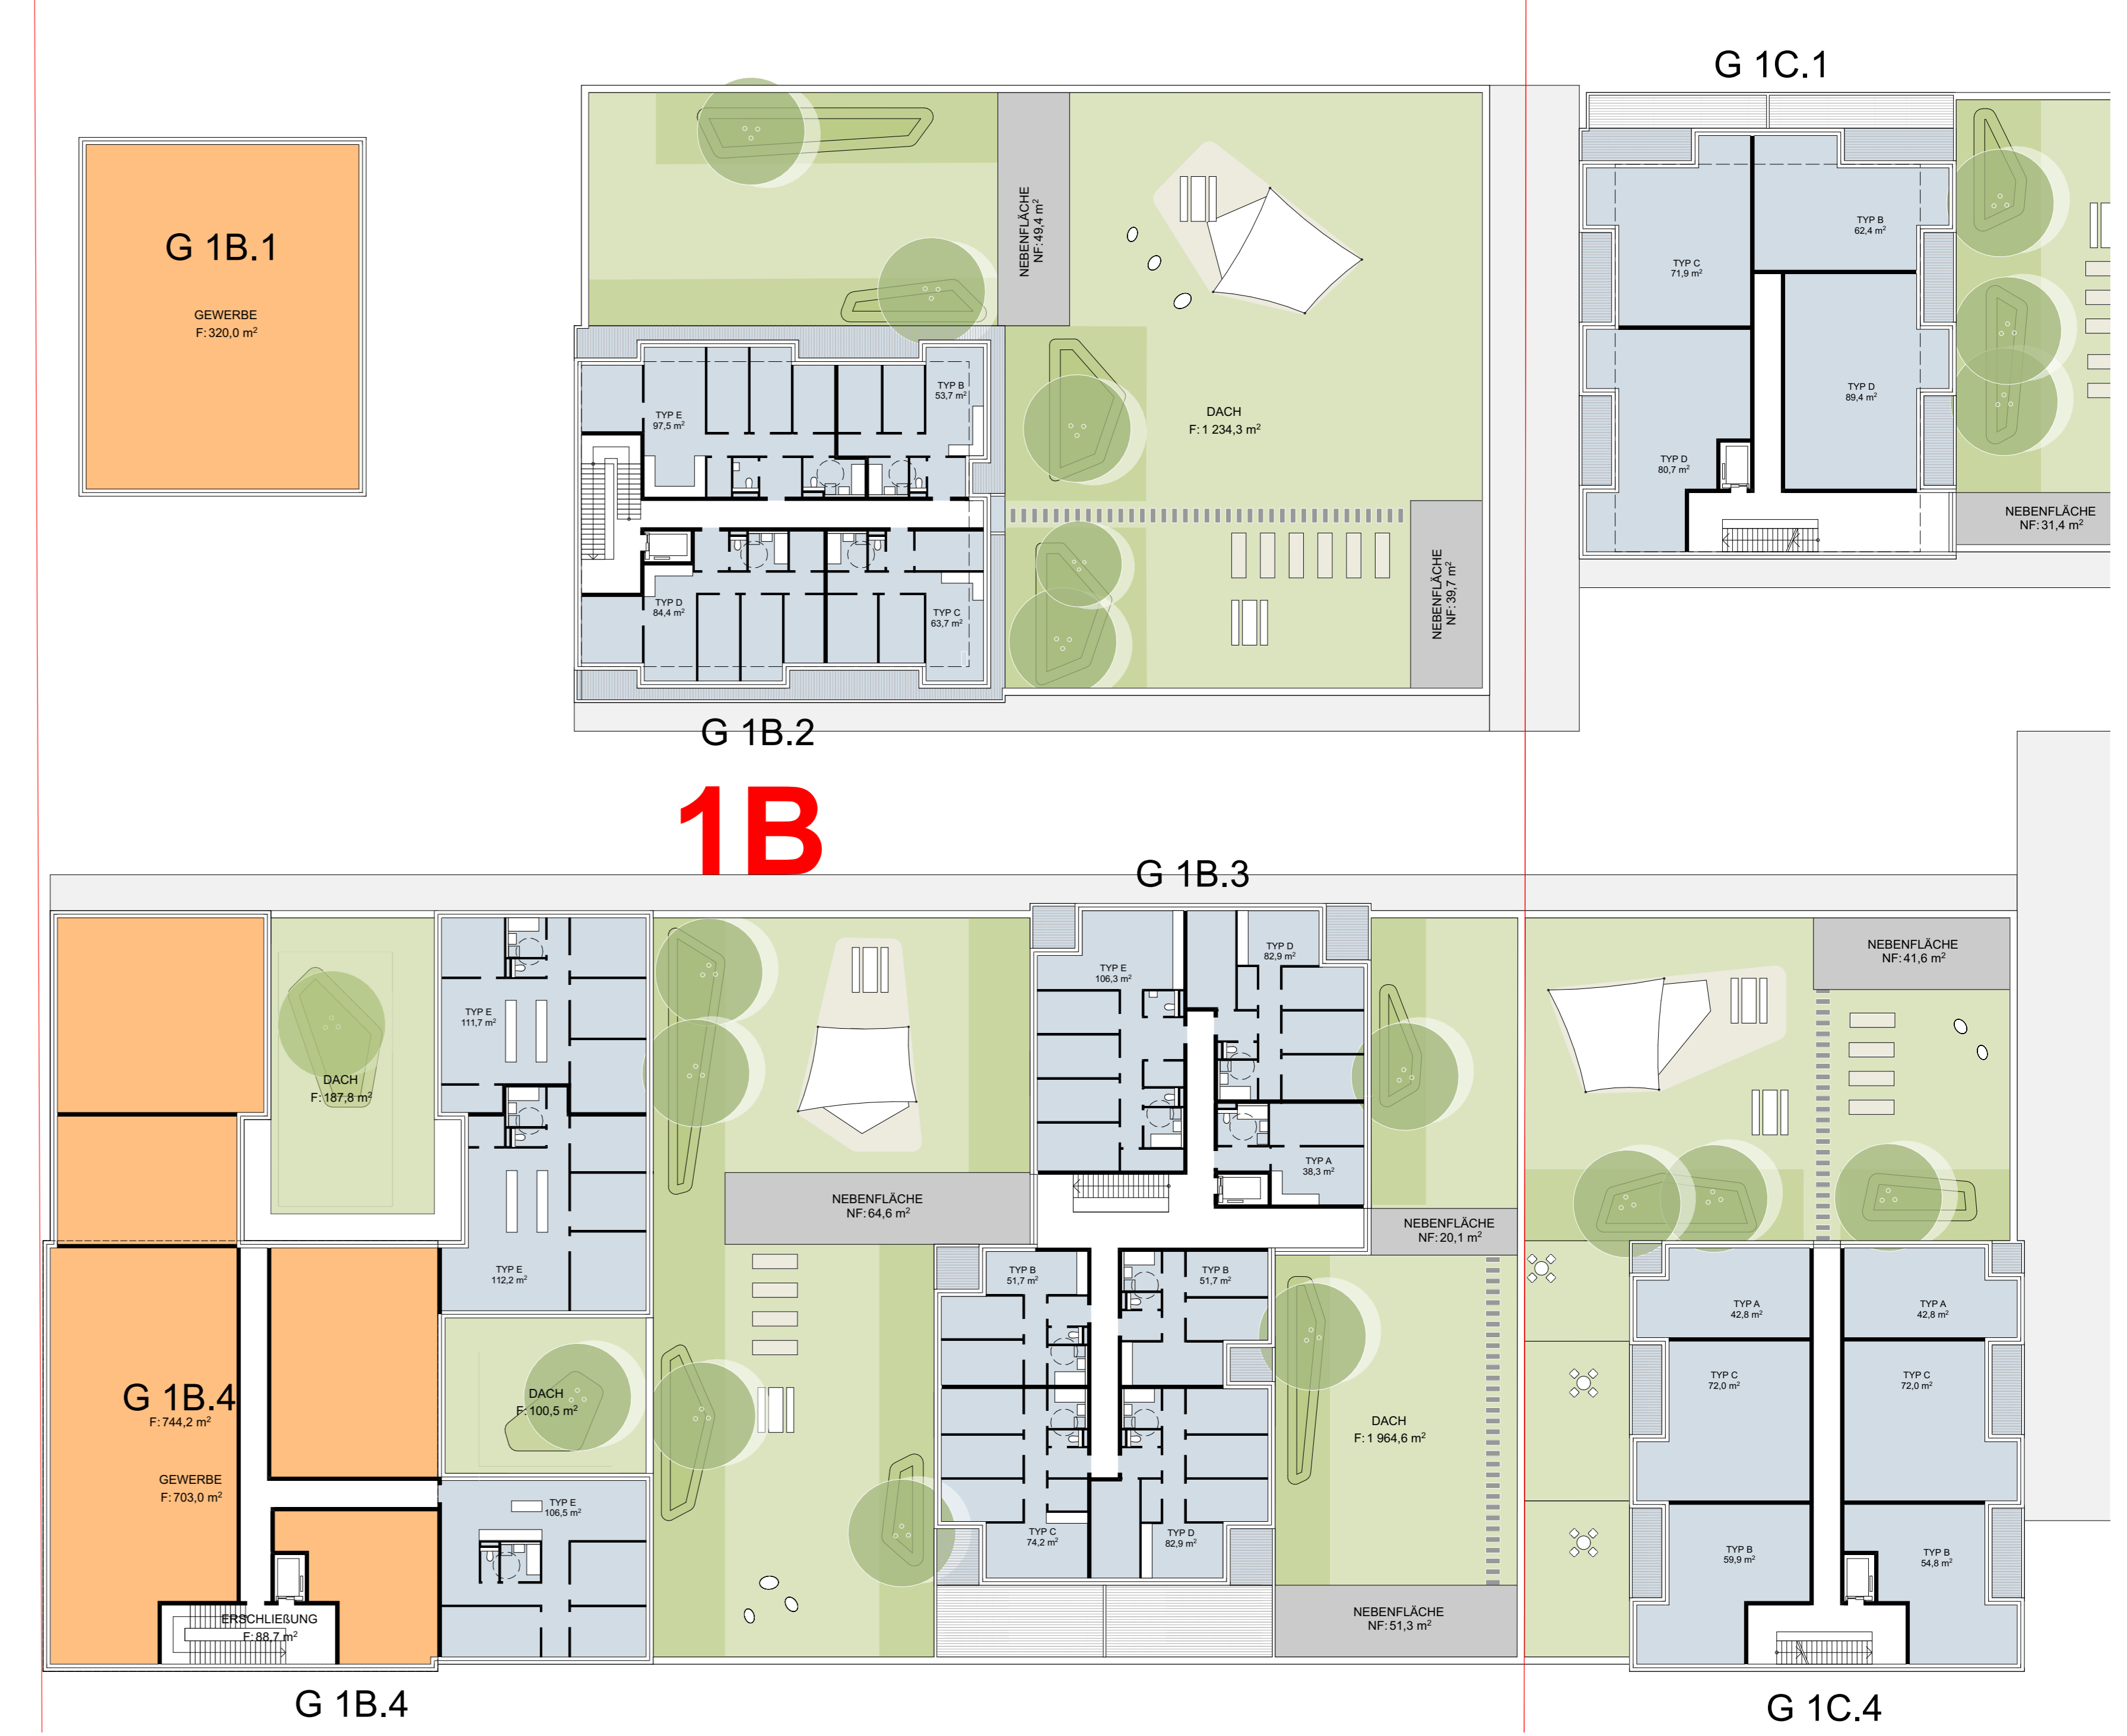 G 1C.1
G 1B.1
GEWERBE
F: 320,0 m²
NEBENFLÄCHE
NF: 49,4 m²
TYP B
62,4 m²
TYP C
71,9 m²
TYP E
97,5 m²
TYP B
53,7 m²
DACH
F: 1 234,3 m²
TYP D
89,4 m²
TYP D
80,7 m²
NEBENFLÄCHE
NF: 31,4 m²
NEBENFLÄCHE
NF: 39,7 m²
TYP D
84,4 m²
TYP C
63,7 m²
G 1B.2
1B
G 1B.3
TYP E
106,3 m²
TYP D
82,9 m²
NEBENFLÄCHE
NF: 41,6 m²
TYP E
111,7 m²
DACH
F: 187,8 m²
TYP A
38,3 m²
NEBENFLÄCHE
NF: 64,6 m²
NEBENFLÄCHE
NF: 20,1 m²
TYP E
112,2 m²
TYP B
51,7 m²
TYP B
51,7 m²
TYP A
42,8 m²
TYP A
42,8 m²
G 1B.4
F: 744,2 m²
DACH
F: 100,5 m²
DACH
F: 1 964,6 m²
TYP C
72,0 m²
TYP C
72,0 m²
GEWERBE
F: 703,0 m²
TYP E
106,5 m²
TYP C
74,2 m²
TYP D
82,9 m²
TYP B
59,9 m²
TYP B
54,8 m²
ERSCHLIEßUNG
F: 88,7 m²
NEBENFLÄCHE
NF: 51,3 m²
G 1B.4
G 1C.4